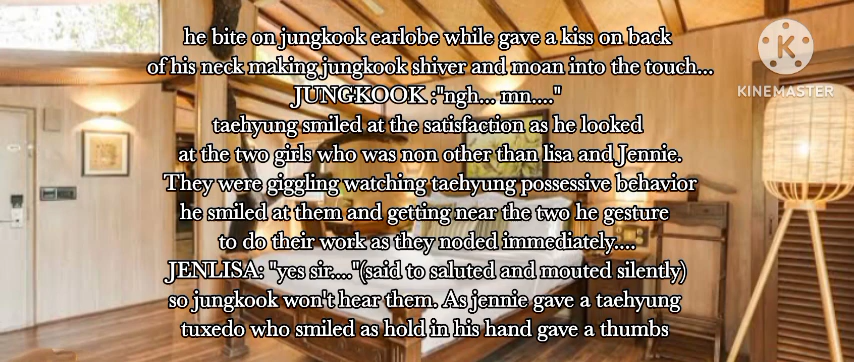 he bite on jungkook earlobe while gave a kiss on back
of his neck making jungkook shiver and moan into the touch...
JUNGKOOK :"ngh... mn...."
taehyung smiled at the satisfaction as he looked
at the two girls who was non other than lisa and Jennie.
They were giggling watching taehyung possessive behavior
he smiled at them and getting near the two he gesture
to do their work as they noded immediately....
JENLISA: "yes sir...."(said to saluted and mouted silently)
so jungkook won't hear them. As jennie gave a taehyung
tuxedo who smiled as hold in his hand gave a thumbs
K
KINEMASTER